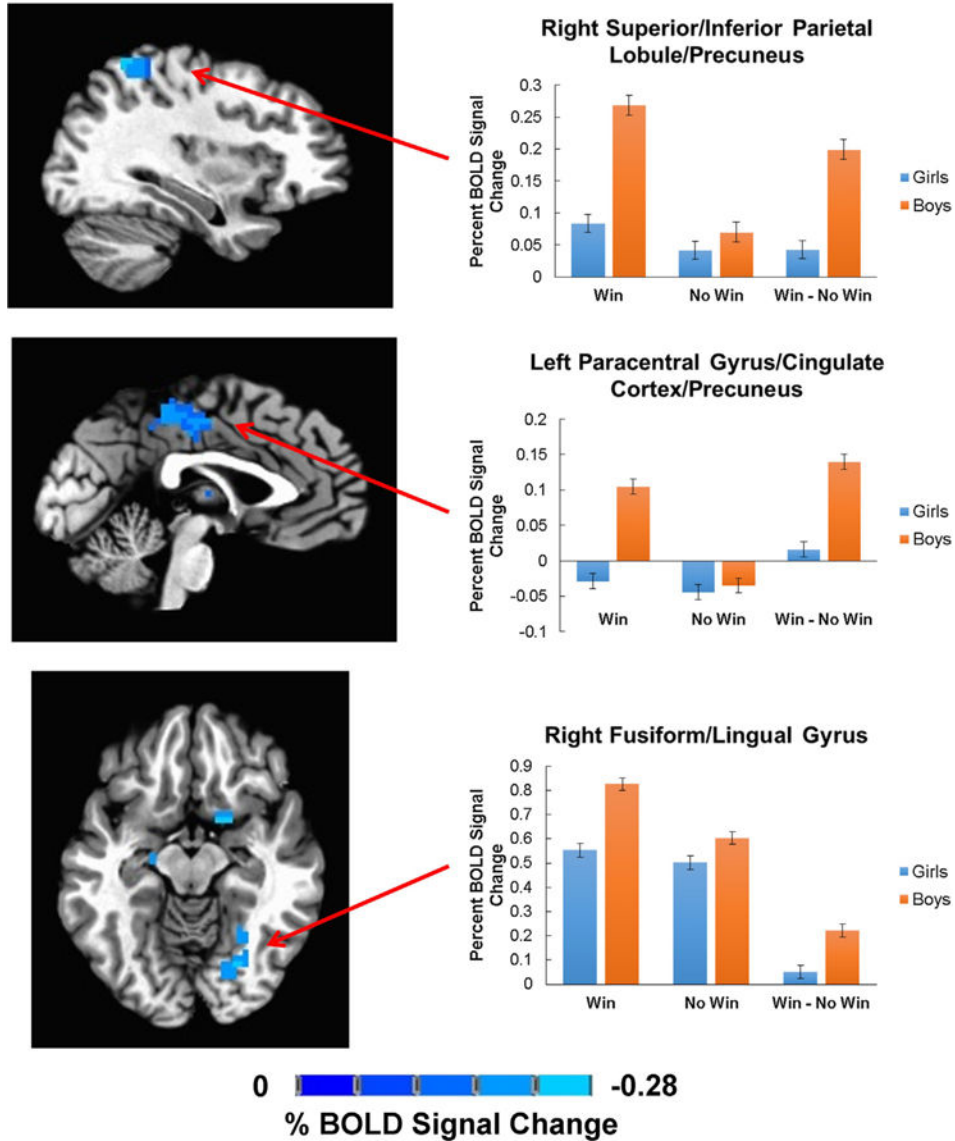 Right Superior/Inferior Parietal
Lobule/Precuneus
Percent BOLD Signal
Change
0.3
0.25
0.2
0.15
0.1
0.05
0
Win
No Win
Win - No Win
Girls
Boys
Left Paracentral Gyrus/Cingulate
Cortex/Precuneus
Percent BOLD Signal
Change
0.2
0.15
0.1
0.05
0
-0.05
-0.1
Win
No Win
Win - No Win
Girls
Boys
Right Fusiform/Lingual Gyrus
Percent BOLD Signal
Change
0.9
0.8
0.7
0.6
0.5
0.4
0.3
0.2
0.1
0
Win
No Win
Win - No Win
Girls
Boys
0
-0.28
% BOLD Signal Change